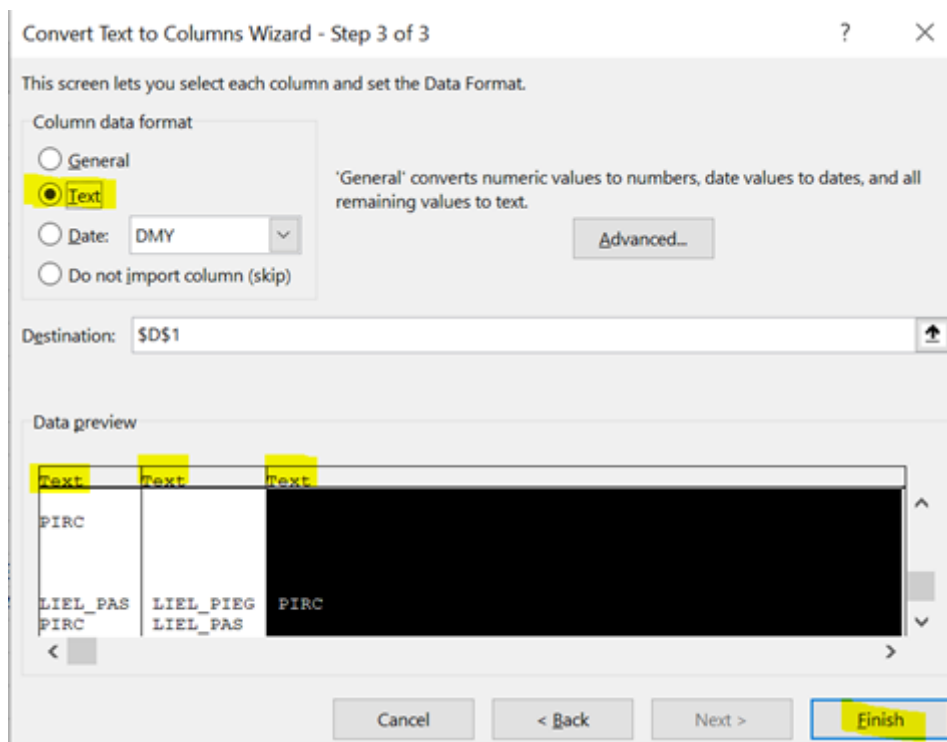 Convert Text to Columns Wizard - Step 3 of 3 ?
This screen lets you select each column and set the Data Format.
Column data format
General
Text
Date: DMY
Do not import column (skip)
'General' converts numeric values to numbers, date values to dates, and all
remaining values to text.
Advanced...
Destination: $D$1
Data preview
Text Text Text
PIRC
LIEL_PAS LIEL_PIEG PIRC
PIRC LIEL_PAS
Cancel < Back Next > Finish